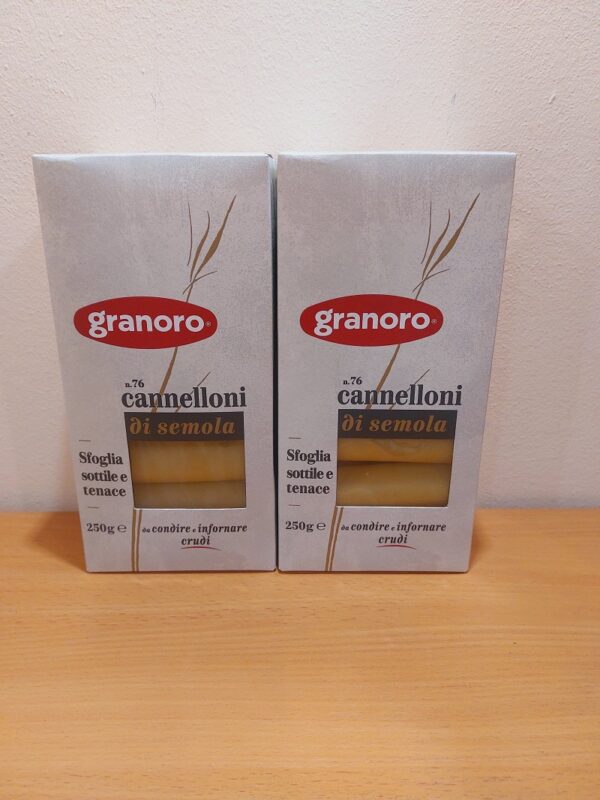 granoro®
n.76
cannelloni
di semola
Sfoglia
sottile e
tenace
250g ℮
da condire e infornare
crudi
granoro®
n.76
cannelloni
di semola
Sfoglia
sottile e
tenace
250g ℮
da condire e infornare
crudi